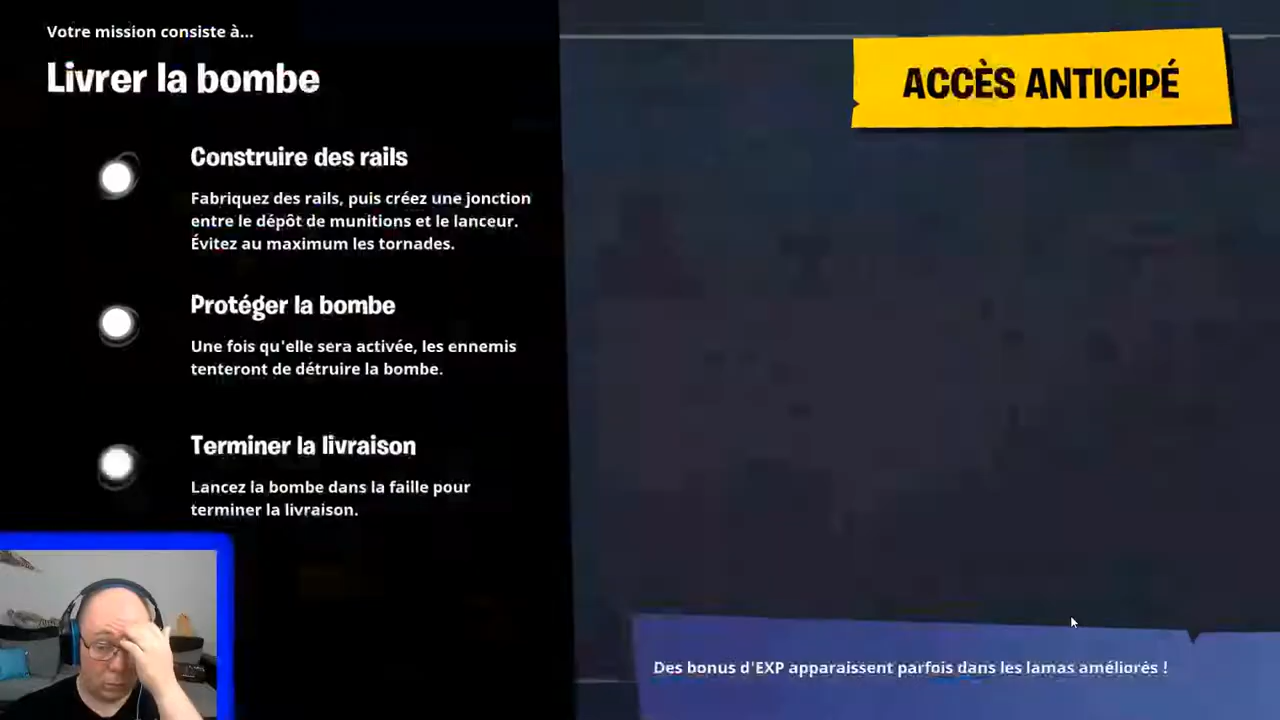 Votre mission consiste à...
Livrer la bombe
ACCÈS ANTICIPÉ
Construire des rails
Fabriquez des rails, puis créez une jonction
entre le dépôt de munitions et le lanceur.
Évitez au maximum les tornades.
Protéger la bombe
Une fois qu'elle sera activée, les ennemis
tenteront de détruire la bombe.
Terminer la livraison
Lancez la bombe dans la faille pour
terminer la livraison.
Des bonus d'EXP apparaissent parfois dans les lamas améliorés !